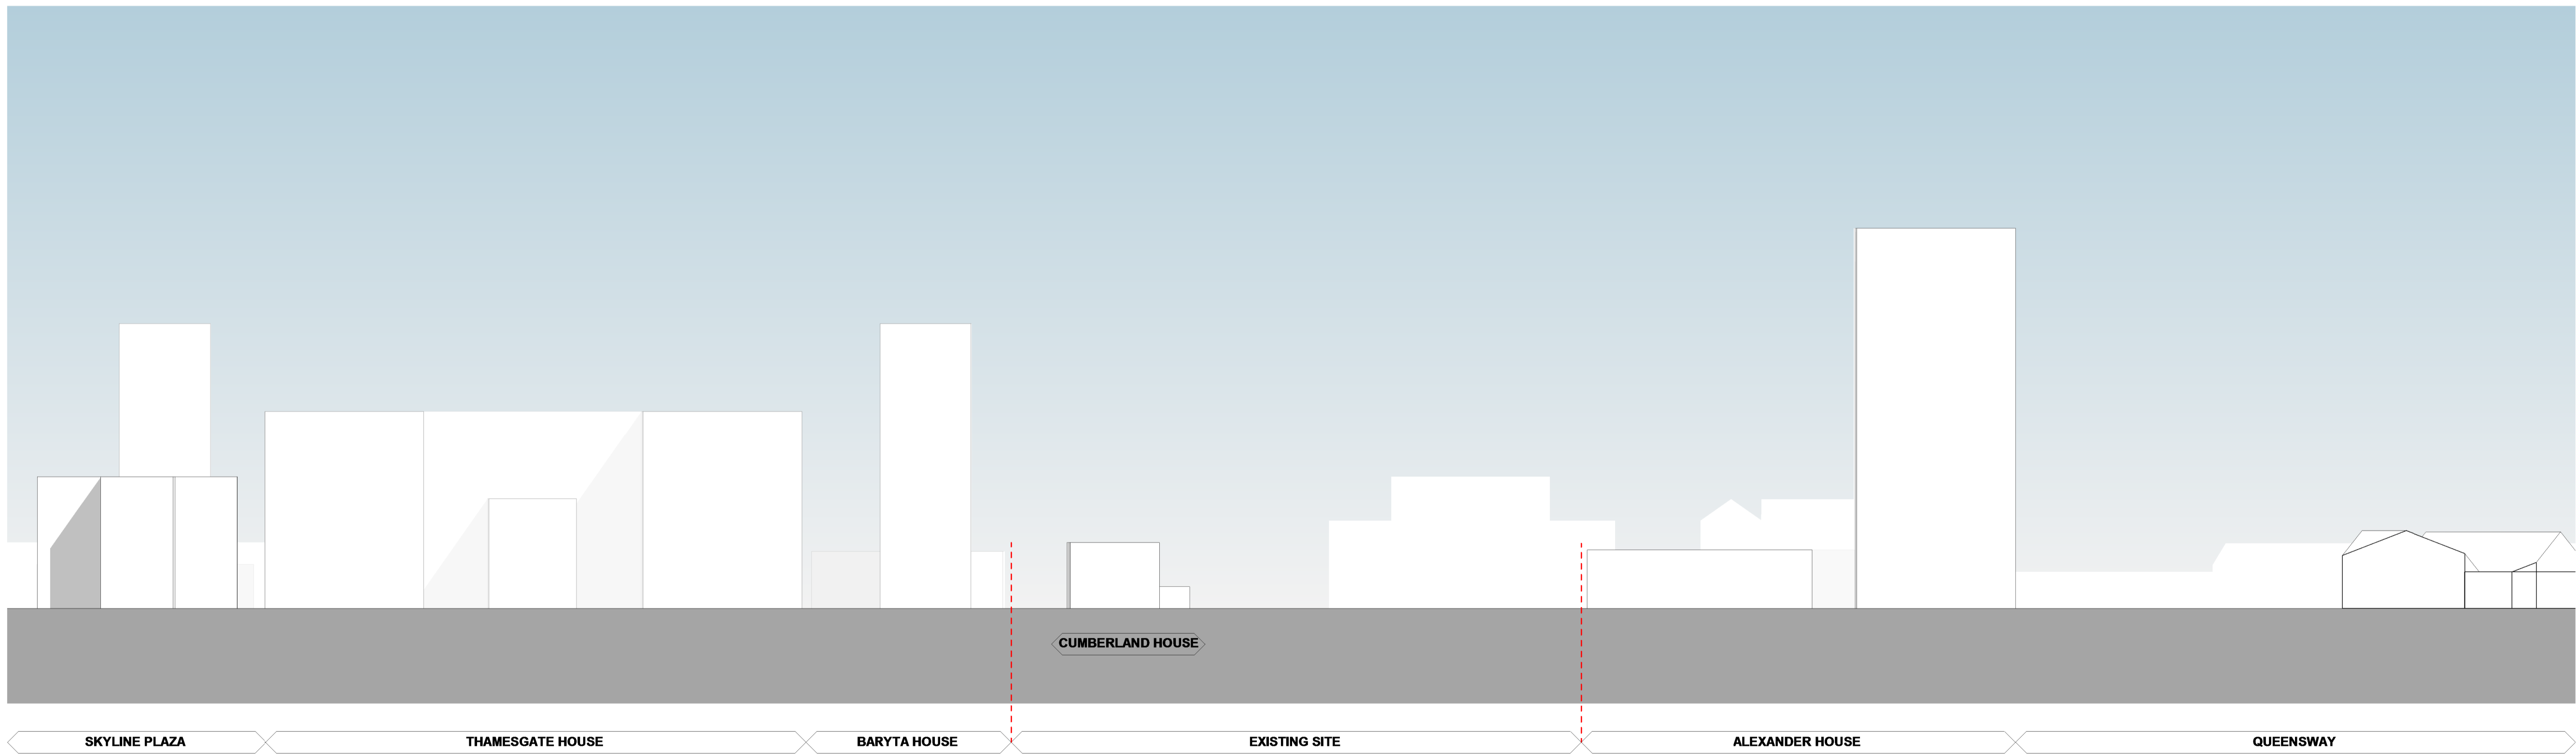 CUMBERLAND HOUSE
SKYLINE PLAZA
THAMESGATE HOUSE
BARYTA HOUSE
EXISTING SITE
ALEXANDER HOUSE
QUEENSWAY